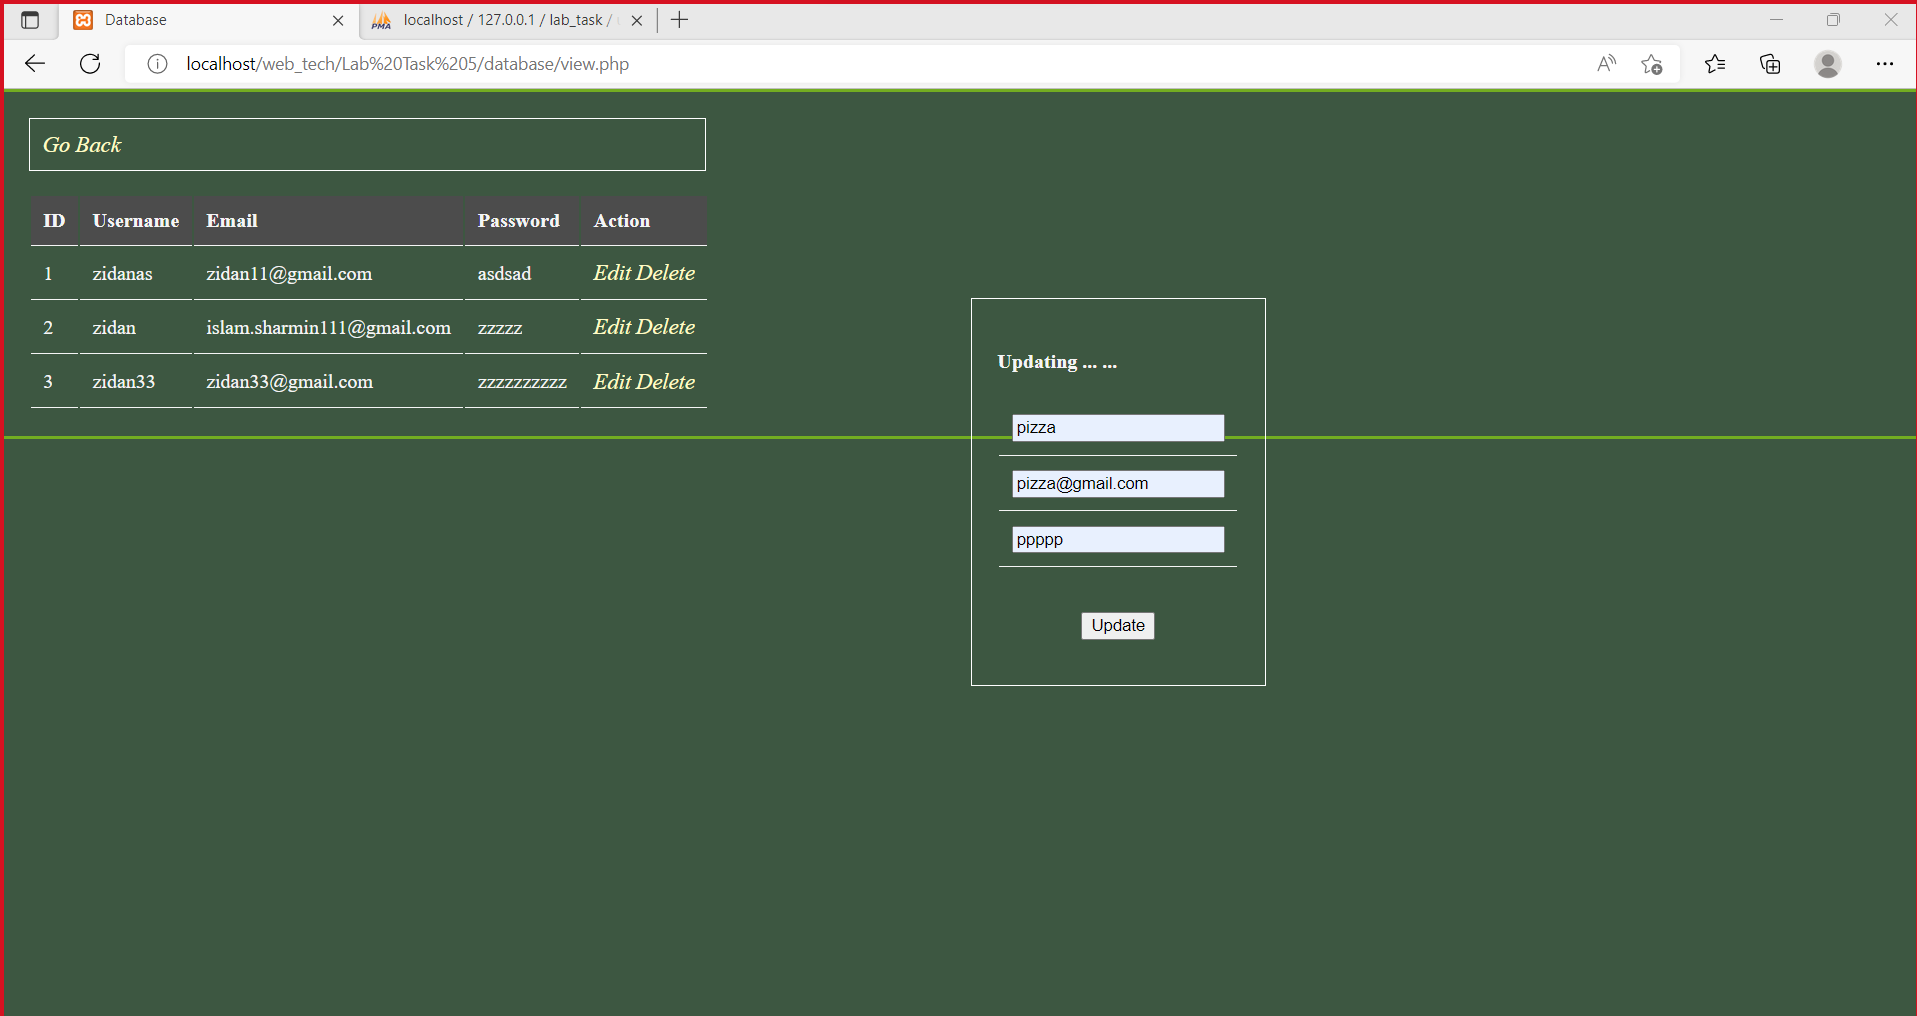 Database
localhost / 127.0.0.1 / lab_task /
localhost/web_tech/Lab%20Task%205/database/view.php
Go Back
ID Username Email Password Action
1 zidanas zidan11@gmail.com asdsad Edit Delete
2 zidan islam.sharmin111@gmail.com zzzzz Edit Delete
3 zidan33 zidan33@gmail.com zzzzzzzzzz Edit Delete
Updating ... ...
pizza
pizza@gmail.com
ppppp
Update